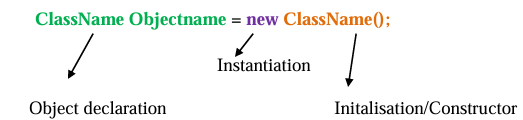 ClassName Objectname = new ClassName();
Instantiation
Object declaration
Initalisation/Constructor